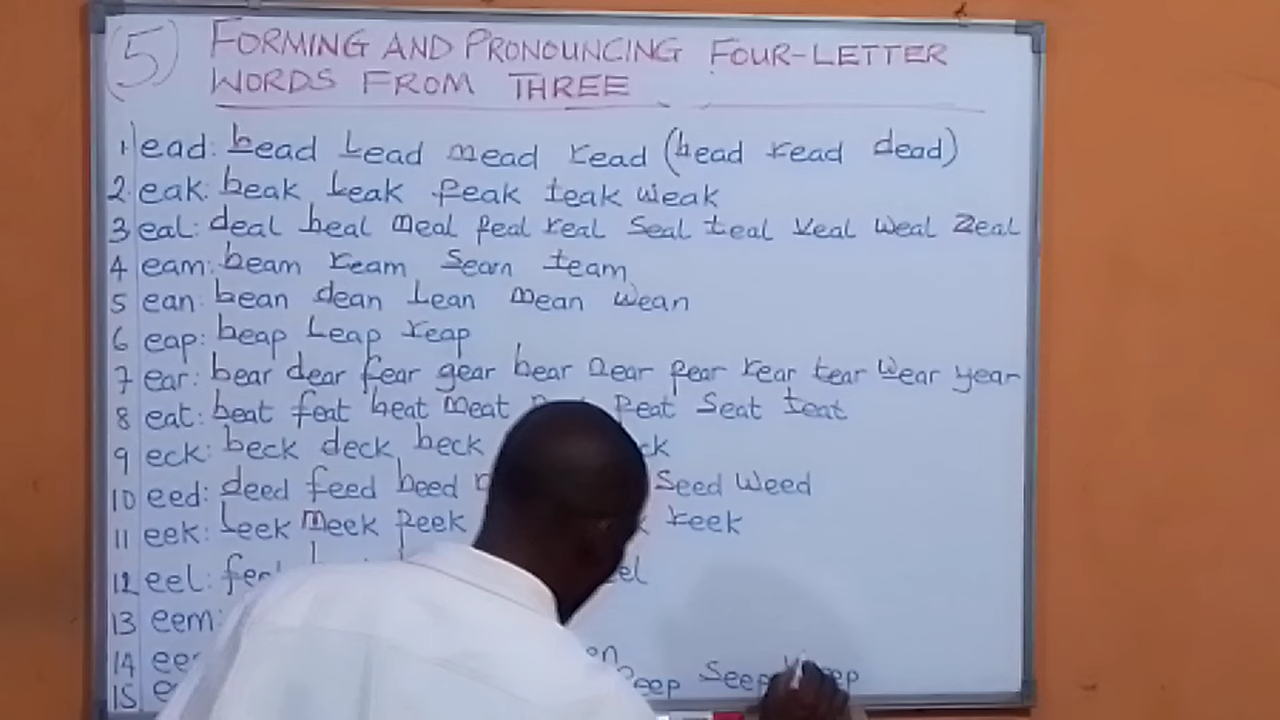 (5) FORMING AND PRONOUNCING FOUR-LETTER
WORDS FROM THREE
1 ead: bead Lead mead read (head read dead)
2. eak: beak Leak peak teak weak
3 eal: deal heal meal peal real Seal teal veal weal Zeal
4 eam: beam ream Seam team
5 ean: bean dean Lean mean wean
6 eap: heap Leap reap
7 ear: bear dear fear gear hear near pear rear tear wear year
8 eat: beat feat heat meat Peat Seat teat
9 eck: beck deck heck
10 eed: deed feed heed Seed weed
11 eek: Leek meek peek reek
12 eel:
13 eem:
14
15 Seep